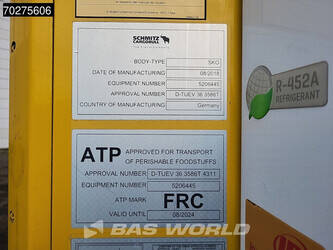 70275606
SCHMITZ
CARGOBULL
BODY-TYPE SKO
DATE OF MANUFACTURING 08/2018
EQUIPMENT NUMBER 5206445
APPROVAL NUMBER D-TUEV 36 3586T
COUNTRY OF MANUFACTURING Germany
R-452A
REFRIGERANT
ATP APPROVED FOR TRANSPORT
OF PERISHABLE FOODSTUFFS
APPROVAL NUMBER D-TUEV 36 3586T 4311
EQUIPMENT NUMBER 5206445
ATP MARK FRC
VALID UNTIL 08/2024
BAS WORLD